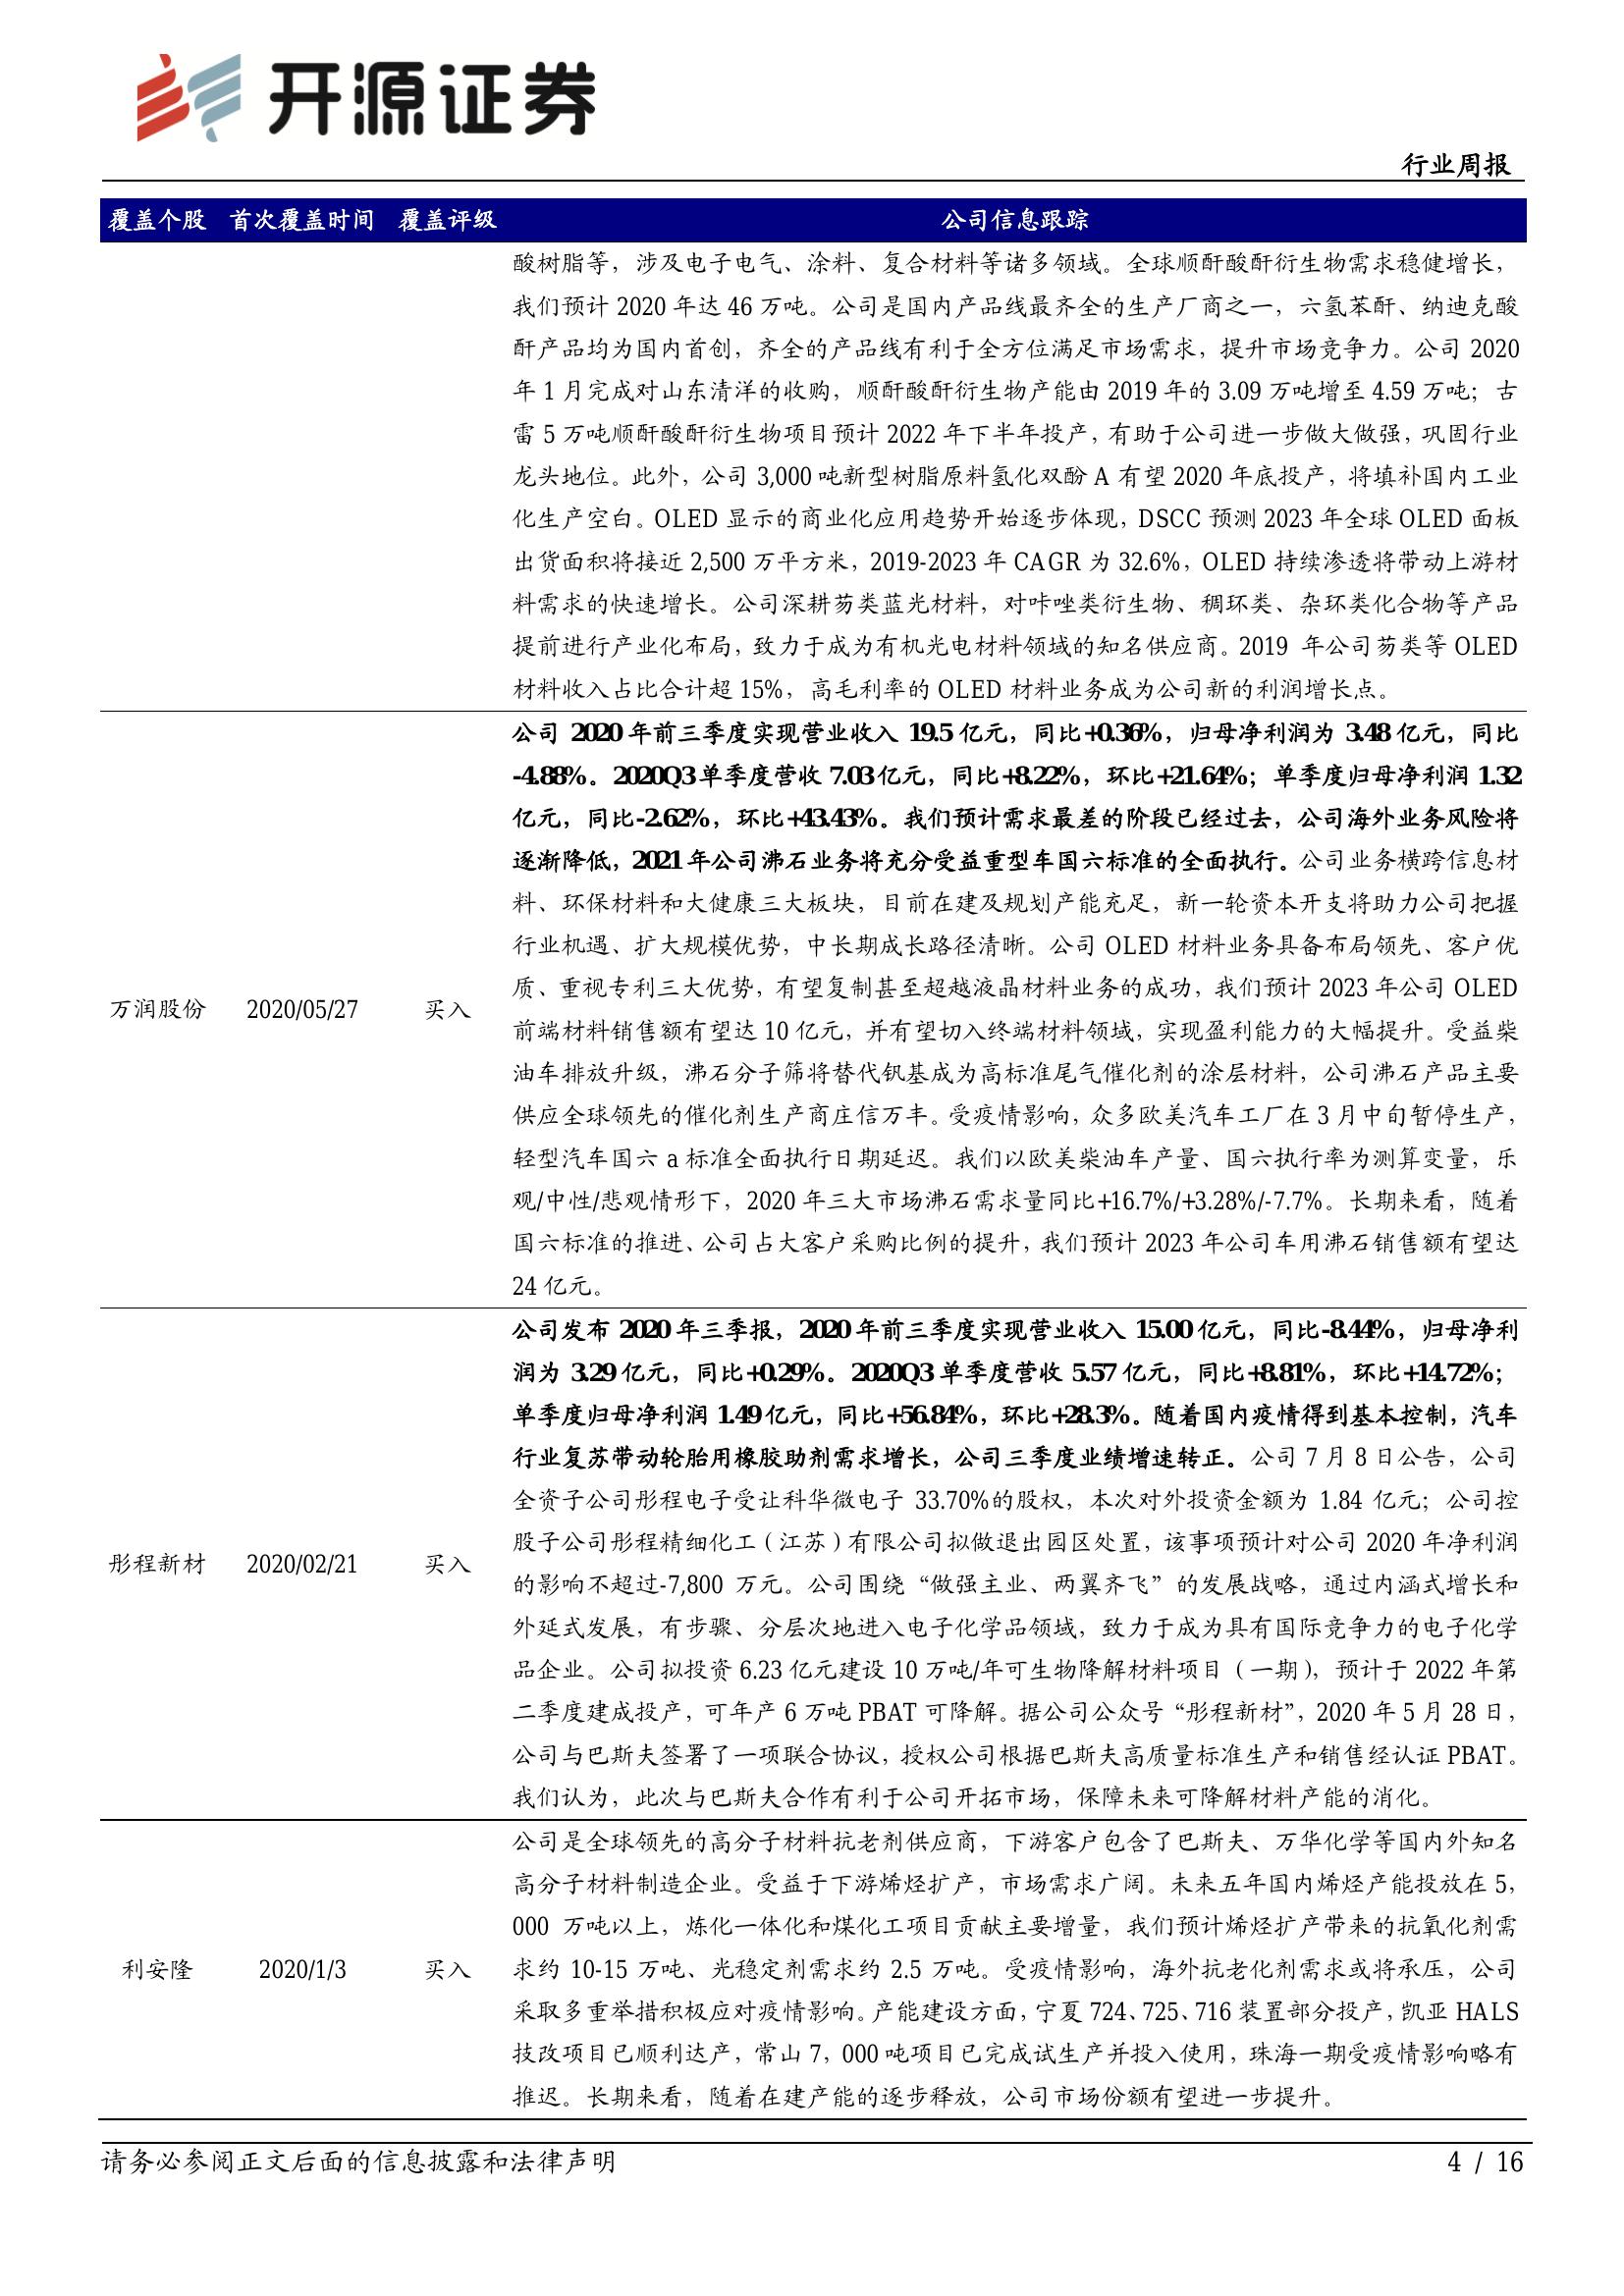 开源证券
行业周报
覆盖个股 首次覆盖时间 覆盖评级 公司信息跟踪
酸树脂等，涉及电子电气、涂料、复合材料等诸多领域。全球顺酐酸酐衍生物需求稳健增长，
我们预计 2020 年达 46 万吨。公司是国内产品线最齐全的生产厂商之一，六氢苯酐、纳迪克酸
酐产品均为国内首创，齐全的产品线有利于全方位满足市场需求，提升市场竞争力。公司 2020
年 1 月完成对山东清洋的收购，顺酐酸酐衍生物产能由 2019 年的 3.09 万吨增至 4.59 万吨；古
雷 5 万吨顺酐酸酐衍生物项目预计 2022 年下半年投产，有助于公司进一步做大做强，巩固行业
龙头地位。此外，公司 3,000 吨新型树脂原料氢化双酚 A 有望 2020 年底投产，将填补国内工业
化生产空白。OLED 显示的商业化应用趋势开始逐步体现，DSCC 预测 2023 年全球 OLED 面板
出货面积将接近 2,500 万平方米，2019-2023 年 CAGR 为 32.6%，OLED 持续渗透将带动上游材
料需求的快速增长。公司深耕芴类蓝光材料，对咔唑类衍生物、稠环类、杂环类化合物等产品
提前进行产业化布局，致力于成为有机光电材料领域的知名供应商。2019 年公司芴类等 OLED
材料收入占比合计超 15%，高毛利率的 OLED 材料业务成为公司新的利润增长点。
万润股份 2020/05/27 买入
公司 2020 年前三季度实现营业收入 19.5 亿元，同比+0.36%，归母净利润为 3.48 亿元，同比
-4.88%。2020Q3 单季度营收 7.03 亿元，同比+8.22%，环比+21.64%；单季度归母净利润 1.32
亿元，同比-2.62%，环比+43.43%。我们预计需求最差的阶段已经过去，公司海外业务风险将
逐渐降低，2021 年公司沸石业务将充分受益重型车国六标准的全面执行。公司业务横跨信息材
料、环保材料和大健康三大板块，目前在建及规划产能充足，新一轮资本开支将助力公司把握
行业机遇、扩大规模优势，中长期成长路径清晰。公司 OLED 材料业务具备布局领先、客户优
质、重视专利三大优势，有望复制甚至超越液晶材料业务的成功，我们预计 2023 年公司 OLED
前端材料销售额有望达 10 亿元，并有望切入终端材料领域，实现盈利能力的大幅提升。受益柴
油车排放升级，沸石分子筛将替代钒基成为高标准尾气催化剂的涂层材料，公司沸石产品主要
供应全球领先的催化剂生产商庄信万丰。受疫情影响，众多欧美汽车工厂在 3 月中旬暂停生产，
轻型汽车国六 a 标准全面执行日期延迟。我们以欧美柴油车产量、国六执行率为测算变量，乐
观/中性/悲观情形下，2020 年三大市场沸石需求量同比+16.7%/+3.28%/-7.7%。长期来看，随着
国六标准的推进、公司占大客户采购比例的提升，我们预计 2023 年公司车用沸石销售额有望达
24 亿元。
彤程新材 2020/02/21 买入
公司发布 2020 年三季报，2020 年前三季度实现营业收入 15.00 亿元，同比-8.44%，归母净利
润为 3.29 亿元，同比+0.29%。2020Q3 单季度营收 5.57 亿元，同比+8.81%，环比+14.72%；
单季度归母净利润 1.49 亿元，同比+56.84%，环比+28.3%。随着国内疫情得到基本控制，汽车
行业复苏带动轮胎用橡胶助剂需求增长，公司三季度业绩增速转正。公司 7 月 8 日公告，公司
全资子公司彤程电子受让科华微电子 33.70%的股权，本次对外投资金额为 1.84 亿元；公司控
股子公司彤程精细化工（江苏）有限公司拟做退出园区处置，该事项预计对公司 2020 年净利润
的影响不超过-7,800 万元。公司围绕“做强主业、两翼齐飞”的发展战略，通过内涵式增长和
外延式发展，有步骤、分层次地进入电子化学品领域，致力于成为具有国际竞争力的电子化学
品企业。公司拟投资 6.23 亿元建设 10 万吨/年可生物降解材料项目（一期），预计于 2022 年第
二季度建成投产，可年产 6 万吨 PBAT 可降解。据公司公众号“彤程新材”，2020 年 5 月 28 日，
公司与巴斯夫签署了一项联合协议，授权公司根据巴斯夫高质量标准生产和销售经认证 PBAT。
我们认为，此次与巴斯夫合作有利于公司开拓市场，保障未来可降解材料产能的消化。
利安隆 2020/1/3 买入
公司是全球领先的高分子材料抗老剂供应商，下游客户包含了巴斯夫、万华化学等国内外知名
高分子材料制造企业。受益于下游烯烃扩产，市场需求广阔。未来五年国内烯烃产能投放在 5，
000 万吨以上，炼化一体化和煤化工项目贡献主要增量，我们预计烯烃扩产带来的抗氧化剂需
求约 10-15 万吨、光稳定剂需求约 2.5 万吨。受疫情影响，海外抗老化剂需求或将承压，公司
采取多重举措积极应对疫情影响。产能建设方面，宁夏 724、725、716 装置部分投产，凯亚 HALS
技改项目已顺利达产，常山 7，000 吨项目已完成试生产并投入使用，珠海一期受疫情影响略有
推迟。长期来看，随着在建产能的逐步释放，公司市场份额有望进一步提升。
请务必参阅正文后面的信息披露和法律声明 4 / 16